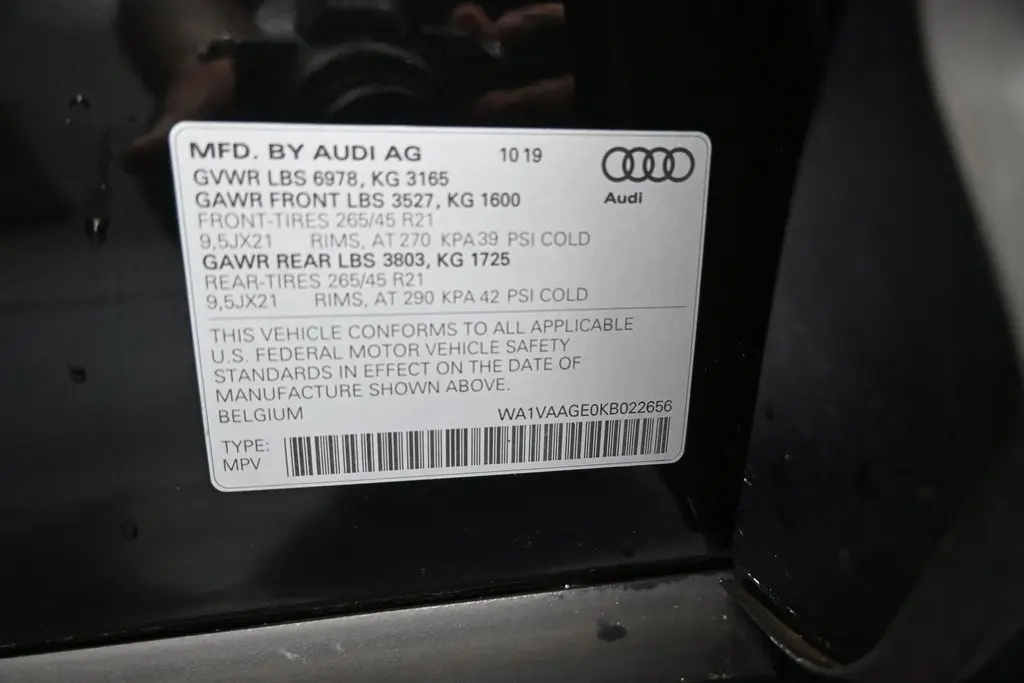 MFD. BY AUDI AG 10 19
GVWR LBS 6978, KG 3165
GAWR FRONT LBS 3527, KG 1600
Audi
FRONT-TIRES 265/45 R21
9,5JX21 RIMS, AT 270 KPA 39 PSI COLD
GAWR REAR LBS 3803, KG 1725
REAR-TIRES 265/45 R21
9,5JX21 RIMS, AT 290 KPA 42 PSI COLD
THIS VEHICLE CONFORMS TO ALL APPLICABLE
U.S. FEDERAL MOTOR VEHICLE SAFETY
STANDARDS IN EFFECT ON THE DATE OF
MANUFACTURE SHOWN ABOVE.
BELGIUM WA1VAAGE0KB022656
TYPE:
MPV